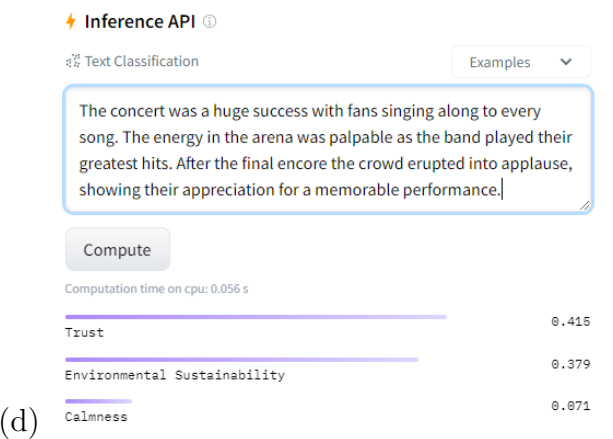 Inference API
Text Classification
Examples
The concert was a huge success with fans singing along to every
song. The energy in the arena was palpable as the band played their
greatest hits. After the final encore the crowd erupted into applause,
showing their appreciation for a memorable performance.
Compute
Computation time on cpu: 0.056 s
Trust 0.415
Environmental Sustainability 0.379
(d) Calmness 0.071